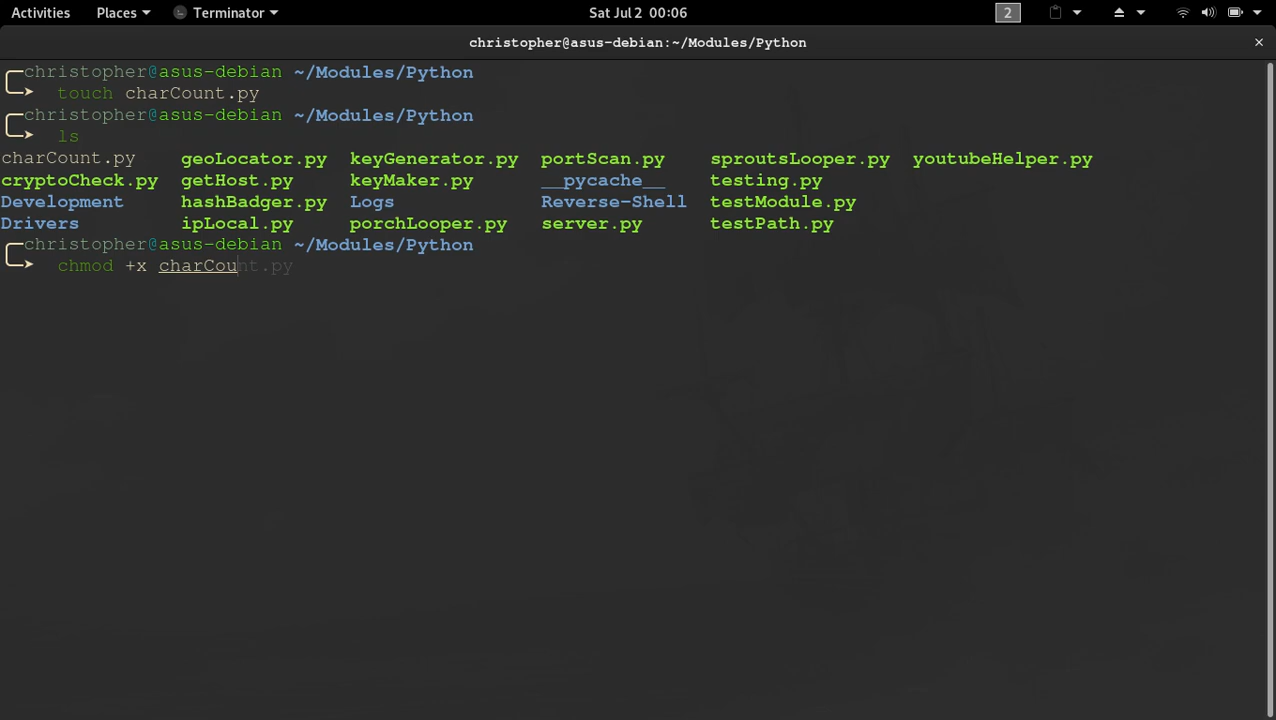 Activities Places Terminator Sat Jul 2 00:06 2
christopher@asus-debian:~/Modules/Python ×
christopher@asus-debian ~/Modules/Python
touch charCount.py
christopher@asus-debian ~/Modules/Python
ls
charCount.py geoLocator.py keyGenerator.py portScan.py sproutsLooper.py youtubeHelper.py
cryptoCheck.py getHost.py keyMaker.py __pycache__ testing.py
Development hashBadger.py Logs Reverse-Shell testModule.py
Drivers ipLocal.py porchLooper.py server.py testPath.py
christopher@asus-debian ~/Modules/Python
chmod +x charCount.py